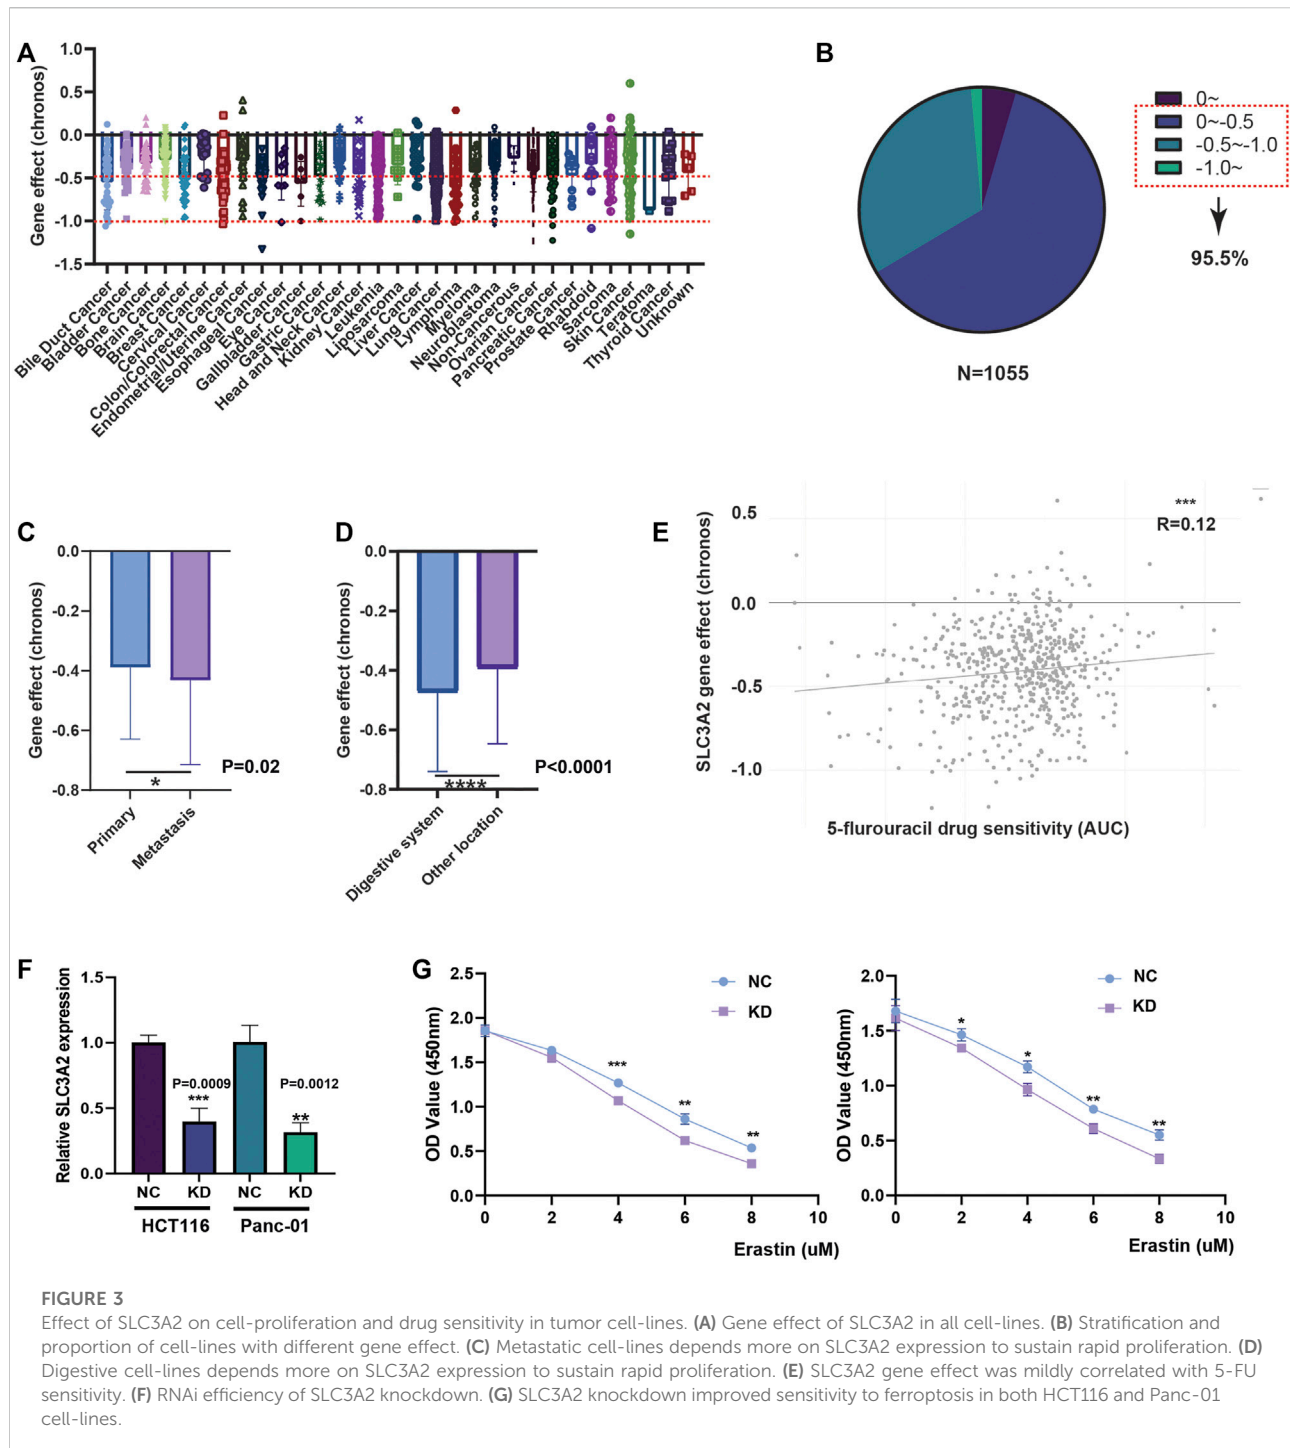 A
B
Gene effect (chronos)
1.0
0.5
0.0
-0.5
-1.0
-1.5
Bile Duct Cancer
Bladder Cancer
Bone Cancer
Brain Cancer
Breast Cancer
Cervical Cancer
Colon/Colorectal Cancer
Endometrial/Uterine Cancer
Esophageal Cancer
Eye Cancer
Gallbladder Cancer
Gastric Cancer
Head and Neck Cancer
Kidney Cancer
Leukemia
Liposarcoma
Liver Cancer
Lung Cancer
Lymphoma
Myeloma
Neuroblastoma
Non-Cancerous
Ovarian Cancer
Pancreatic Cancer
Prostate Cancer
Rhabdoid
Sarcoma
Skin Cancer
Teratoma
Thyroid Cancer
Unknown
0~
0~-0.5
-0.5~-1.0
-1.0~
95.5%
N=1055
C
Gene effect (chronos)
0.0
-0.2
-0.4
-0.6
-0.8
*
P=0.02
Primary
Metastasis
D
Gene effect (chronos)
0.0
-0.2
-0.4
-0.6
-0.8
****
P<0.0001
Digestive system
Other location
E
SLC3A2 gene effect (chronos)
0.5
0.0
-0.5
-1.0
***
R=0.12
5-flurouracil drug sensitivity (AUC)
F
Relative SLC3A2 expression
1.5
1.0
0.5
0.0
P=0.0009
***
P=0.0012
**
NC
KD
NC
KD
HCT116
Panc-01
G
OD Value (450nm)
2.5
2.0
1.5
1.0
0.5
0.0
NC
KD
***
**
**
0 2 4 6 8 10
Erastin (uM)
OD Value (450nm)
2.0
1.5
1.0
0.5
0.0
NC
KD
*
*
**
**
0 2 4 6 8 10
Erastin (uM)
FIGURE 3
Effect of SLC3A2 on cell-proliferation and drug sensitivity in tumor cell-lines. (A) Gene effect of SLC3A2 in all cell-lines. (B) Stratification and
proportion of cell-lines with different gene effect. (C) Metastatic cell-lines depends more on SLC3A2 expression to sustain rapid proliferation. (D)
Digestive cell-lines depends more on SLC3A2 expression to sustain rapid proliferation. (E) SLC3A2 gene effect was mildly correlated with 5-FU
sensitivity. (F) RNAi efficiency of SLC3A2 knockdown. (G) SLC3A2 knockdown improved sensitivity to ferroptosis in both HCT116 and Panc-01
cell-lines.